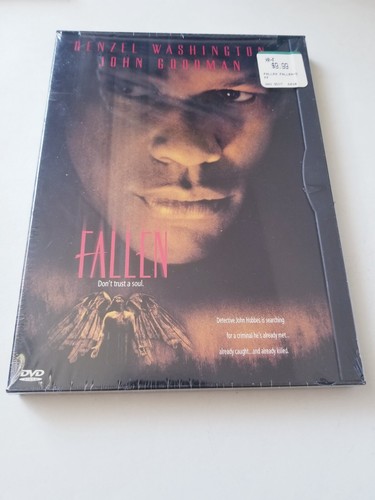 DENZEL WASHINGTON
JOHN GOODMAN
$9.99
FALLEN
Don't trust a soul.
Detective John Hobbes is searching
for a criminal he's already met...
already caught...and already killed.
DVD